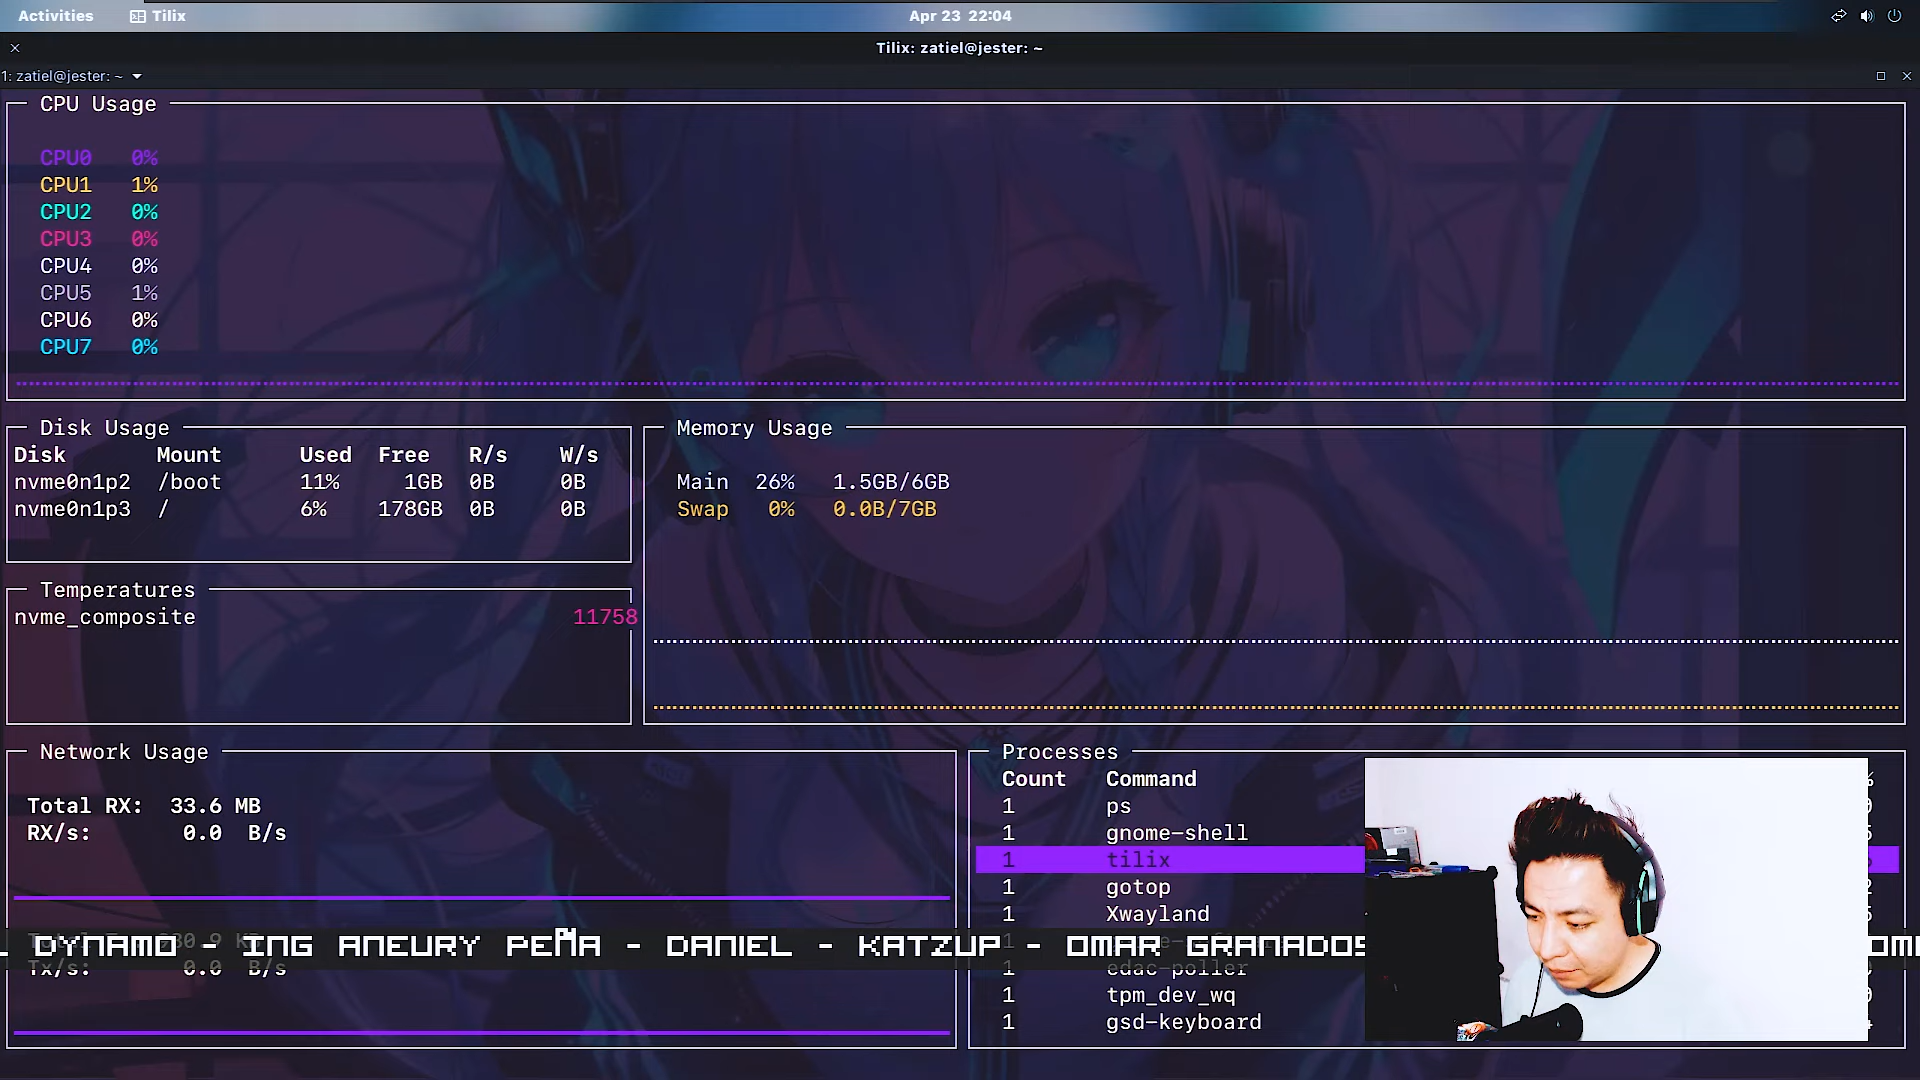 Activities Tilix Apr 23 22:04
Tilix: zatiel@jester: ~
1: zatiel@jester: ~
CPU Usage
CPU0 0%
CPU1 1%
CPU2 0%
CPU3 0%
CPU4 0%
CPU5 1%
CPU6 0%
CPU7 0%
Disk Usage
Disk Mount Used Free R/s W/s
nvme0n1p2 /boot 11% 1GB 0B 0B
nvme0n1p3 / 6% 178GB 0B 0B
Memory Usage
Main 26% 1.5GB/6GB
Swap 0% 0.0B/7GB
Temperatures
nvme_composite 11758
Network Usage
Total RX: 33.6 MB
RX/s: 0.0 B/s
Tx/s: 0.0 B/s
Processes
Count Command
1 ps
1 gnome-shell
1 tilix
1 gotop
1 Xwayland
1 edac-poller
1 tpm_dev_wq
1 gsd-keyboard
DYNAMO - ING ANEURY PEÑA - DANIEL - KATZUP - OMAR GRANADOS